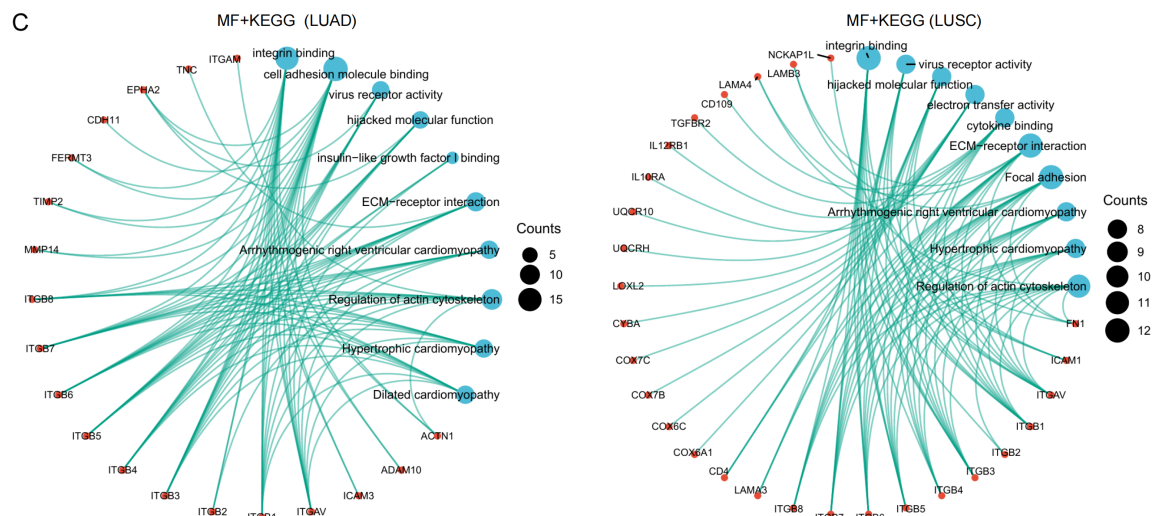 C
MF+KEGG (LUAD)
integrin binding
cell adhesion molecule binding
virus receptor activity
hijacked molecular function
insulin−like growth factor I binding
ECM−receptor interaction
Arrhythmogenic right ventricular cardiomyopathy
Regulation of actin cytoskeleton
Hypertrophic cardiomyopathy
Dilated cardiomyopathy
ACTN1
ADAM10
ICAM3
ITGAV
ITGB2
ITGB3
ITGB4
ITGB5
ITGB6
ITGB7
ITGB8
MMP14
TIMP2
FERMT3
CDH11
EPHA2
TNC
ITGAM
Counts
5
10
15
MF+KEGG (LUSC)
integrin binding
virus receptor activity
hijacked molecular function
electron transfer activity
cytokine binding
ECM−receptor interaction
Focal adhesion
Arrhythmogenic right ventricular cardiomyopathy
Hypertrophic cardiomyopathy
Regulation of actin cytoskeleton
FN1
ICAM1
ITGAV
ITGB1
ITGB2
ITGB3
ITGB4
ITGB5
ITGB8
LAMA3
CD4
COX6A1
COX6C
COX7B
COX7C
CYBA
LOXL2
UQCRH
UQCR10
IL10RA
IL12RB1
TGFBR2
CD109
LAMA4
LAMB3
NCKAP1L
Counts
8
9
10
11
12